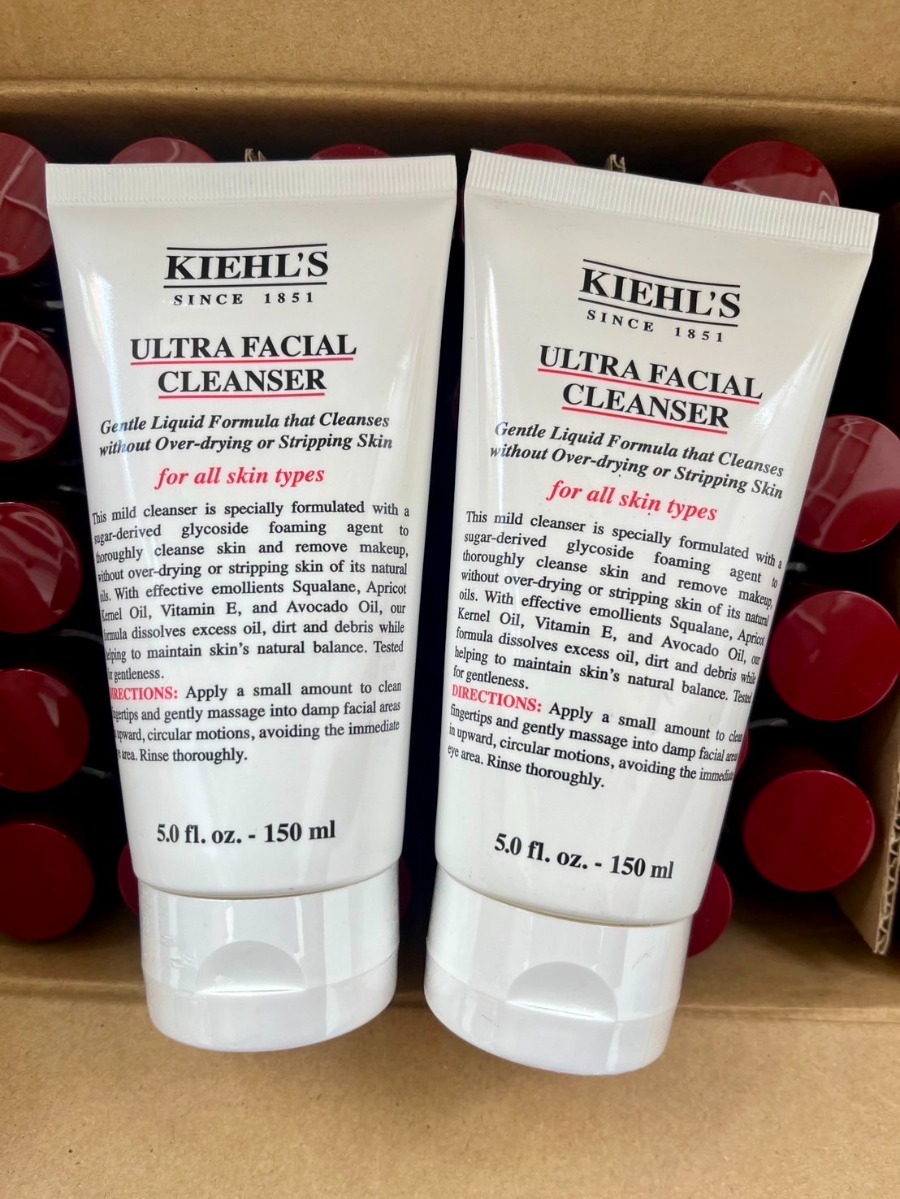 KIEHL'S
SINCE 1851
ULTRA FACIAL
CLEANSER
Gentle Liquid Formula that Cleanses
without Over-drying or Stripping Skin
for all skin types
This mild cleanser is specially formulated with a
sugar-derived glycoside foaming agent to
thoroughly cleanse skin and remove makeup,
without over-drying or stripping skin of its natural
oils. With effective emollients Squalane, Apricot
Kernel Oil, Vitamin E, and Avocado Oil, our
formula dissolves excess oil, dirt and debris while
helping to maintain skin's natural balance. Tested
for gentleness.
DIRECTIONS: Apply a small amount to clean
fingertips and gently massage into damp facial areas
in upward, circular motions, avoiding the immediate
eye area. Rinse thoroughly.
5.0 fl. oz. - 150 ml
KIEHL'S
SINCE 1851
ULTRA FACIAL
CLEANSER
Gentle Liquid Formula that Cleanses
without Over-drying or Stripping Skin
for all skin types
This mild cleanser is specially formulated with a
sugar-derived glycoside foaming agent to
thoroughly cleanse skin and remove makeup,
without over-drying or stripping skin of its natural
oils. With effective emollients Squalane, Apricot
Kernel Oil, Vitamin E, and Avocado Oil, our
formula dissolves excess oil, dirt and debris while
helping to maintain skin's natural balance. Tested
for gentleness.
DIRECTIONS: Apply a small amount to clean
fingertips and gently massage into damp facial areas
in upward, circular motions, avoiding the immediate
eye area. Rinse thoroughly.
5.0 fl. oz. - 150 ml